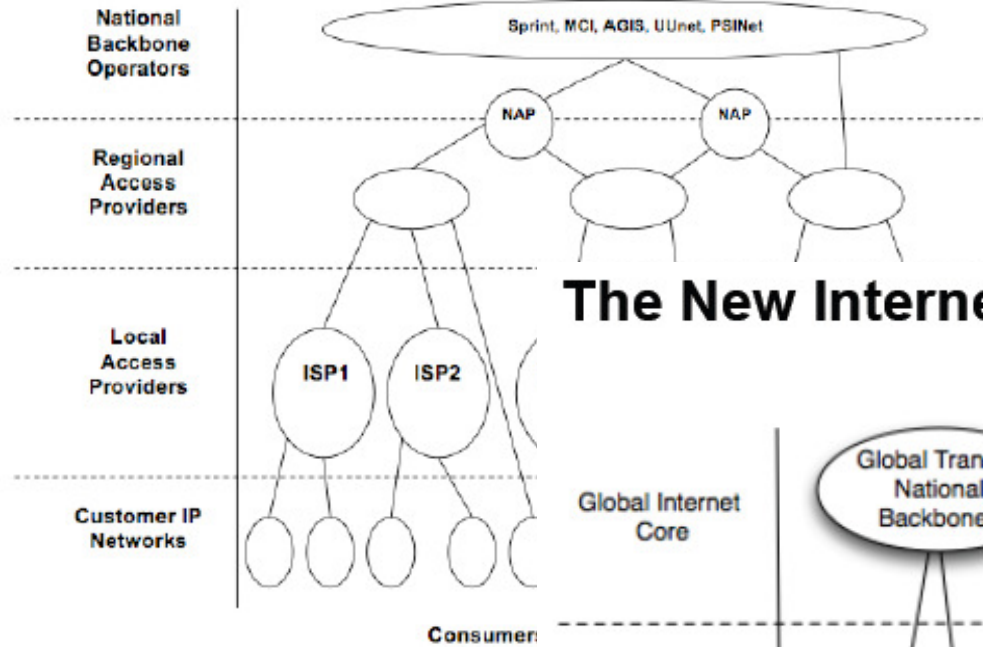 National
Backbone
Operators
Sprint, MCI, AGIS, UUnet, PSINet
NAP
NAP
Regional
Access
Providers
Local
Access
Providers
ISP1
ISP2
Customer IP
Networks
Consumers
The New Interne
Global Internet
Core
Global Tran
National
Backbone